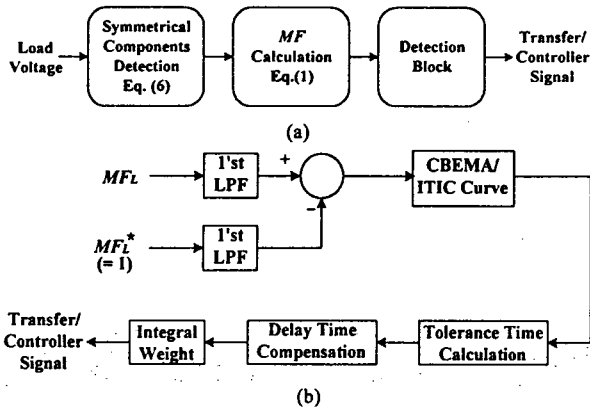 Load
Voltage
Symmetrical
Components
Detection
Eq. (6)
MF
Calculation
Eq.(1)
Detection
Block
Transfer/
Controller
Signal
(a)
MFL
1'st
LPF
+
CBEMA/
ITIC Curve
−
MFL*
(= 1)
1'st
LPF
Transfer/
Controller
Signal
Integral
Weight
Delay Time
Compensation
Tolerance Time
Calculation
(b)